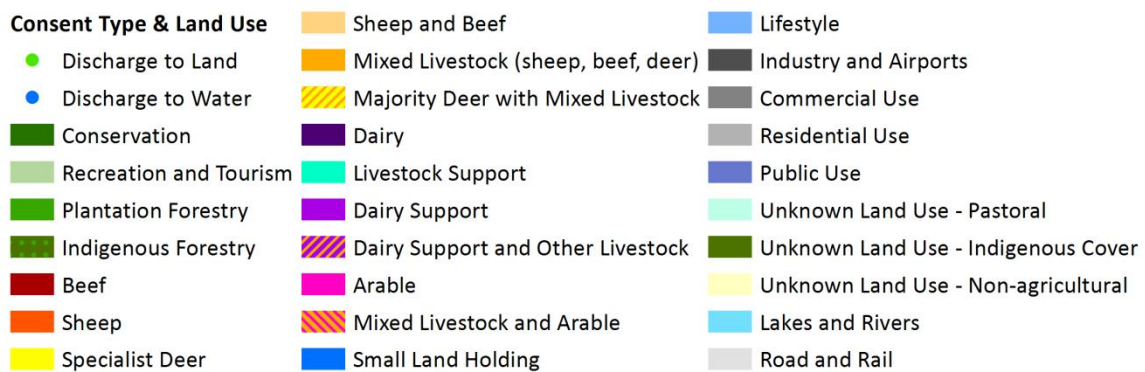 Consent Type & Land Use
Discharge to Land
Discharge to Water
Conservation
Recreation and Tourism
Plantation Forestry
Indigenous Forestry
Beef
Sheep
Specialist Deer
Sheep and Beef
Mixed Livestock (sheep, beef, deer)
Majority Deer with Mixed Livestock
Dairy
Livestock Support
Dairy Support
Dairy Support and Other Livestock
Arable
Mixed Livestock and Arable
Small Land Holding
Lifestyle
Industry and Airports
Commercial Use
Residential Use
Public Use
Unknown Land Use - Pastoral
Unknown Land Use - Indigenous Cover
Unknown Land Use - Non-agricultural
Lakes and Rivers
Road and Rail